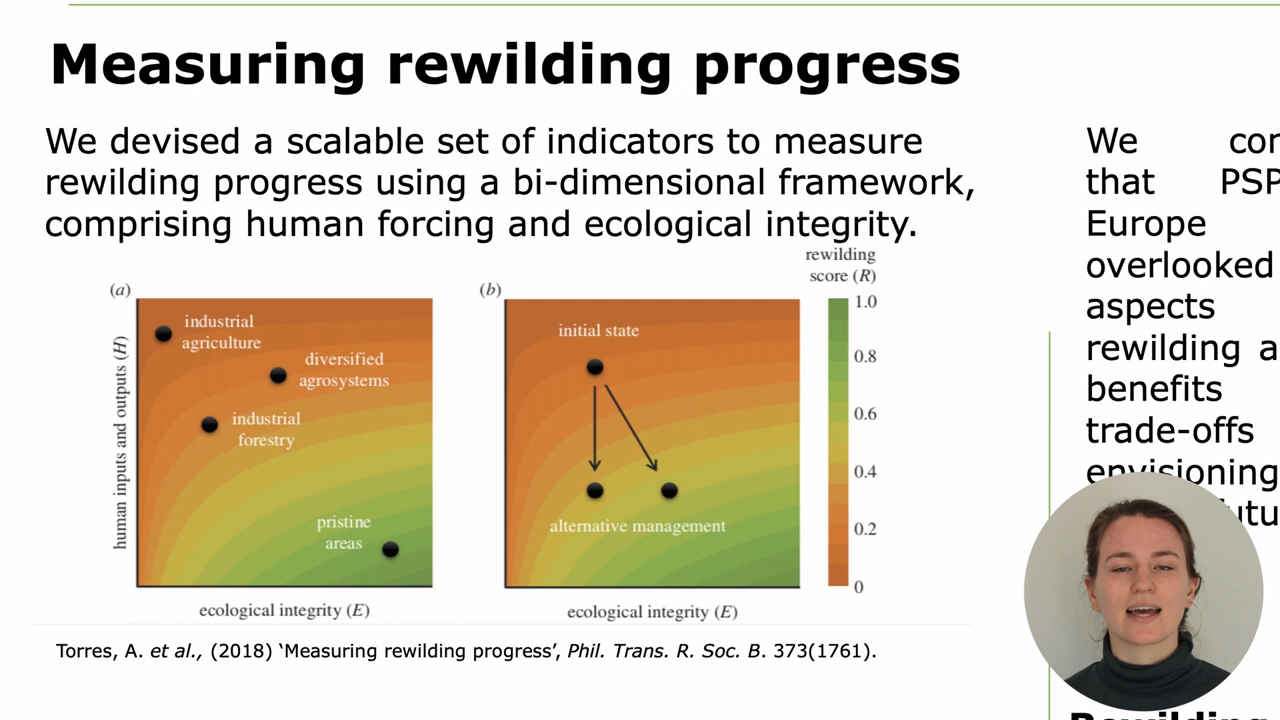 Measuring rewilding progress
We devised a scalable set of indicators to measure
rewilding progress using a bi-dimensional framework,
comprising human forcing and ecological integrity.
rewilding
score (R)
(a)
industrial
agriculture
diversified
agrosystems
industrial
forestry
pristine
areas
human inputs and outputs (H)
ecological integrity (E)
(b)
initial state
alternative management
ecological integrity (E)
1.0
0.8
0.6
0.4
0.2
0
Torres, A. et al., (2018) ‘Measuring rewilding progress’, Phil. Trans. R. Soc. B. 373(1761).
We
that PSP
Europe
overlooked
aspects
rewilding
benefits
trade-offs
envisioning